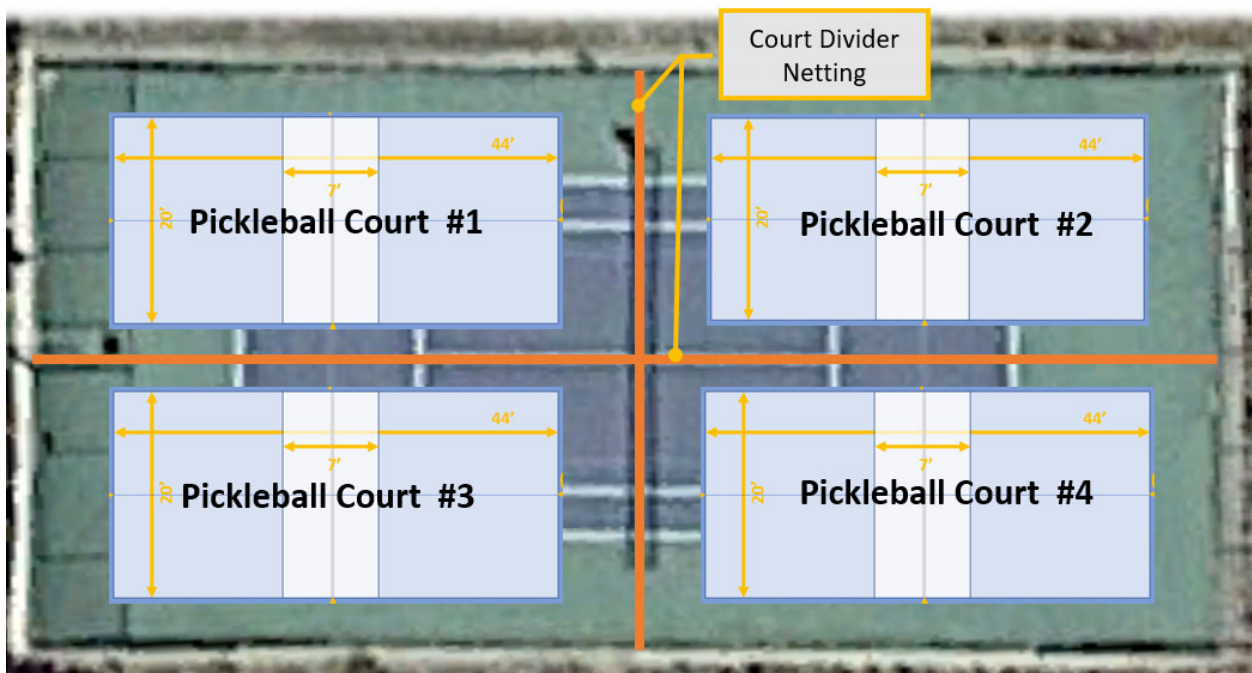 Court Divider
Netting
44'
7'
20'
Pickleball Court #1
44'
7'
20'
Pickleball Court #2
44'
7'
20'
Pickleball Court #3
44'
7'
20'
Pickleball Court #4